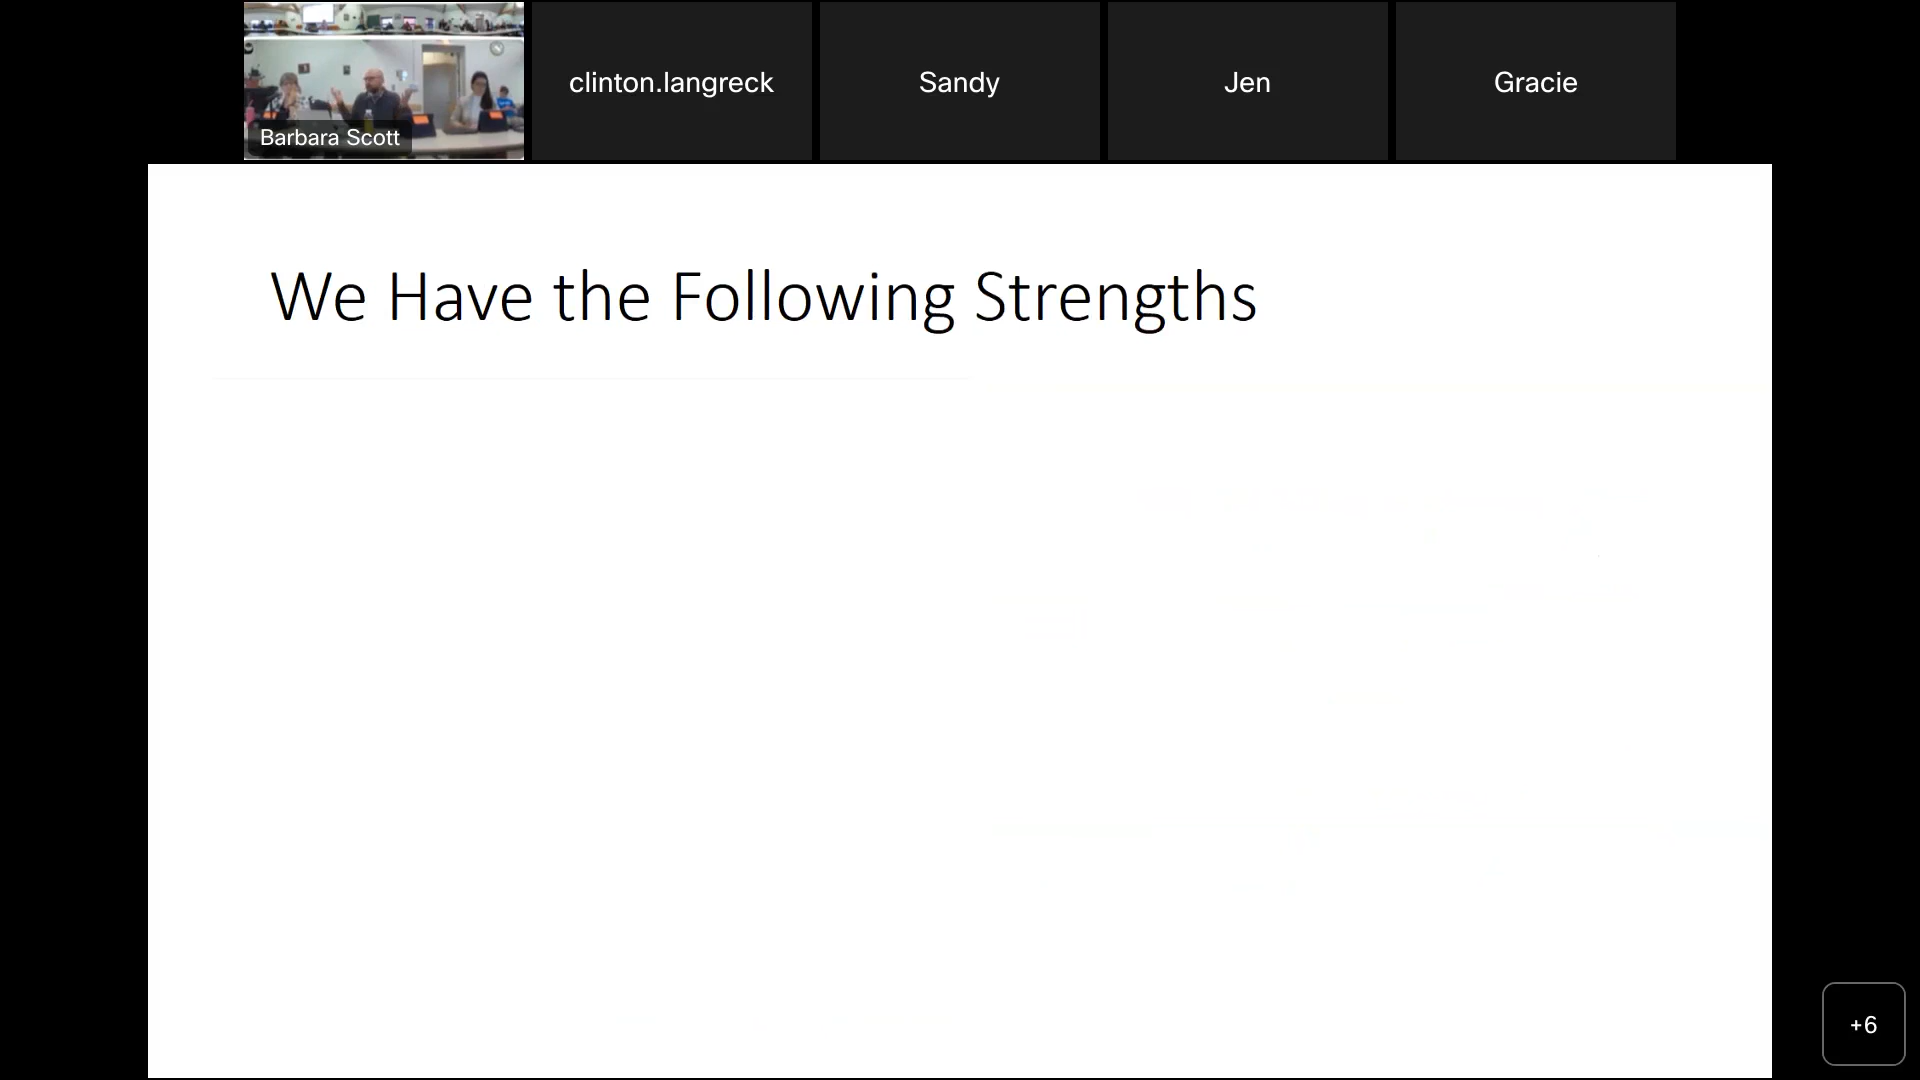 Barbara Scott
clinton.langreck
Sandy
Jen
Gracie
We Have the Following Strengths
+6